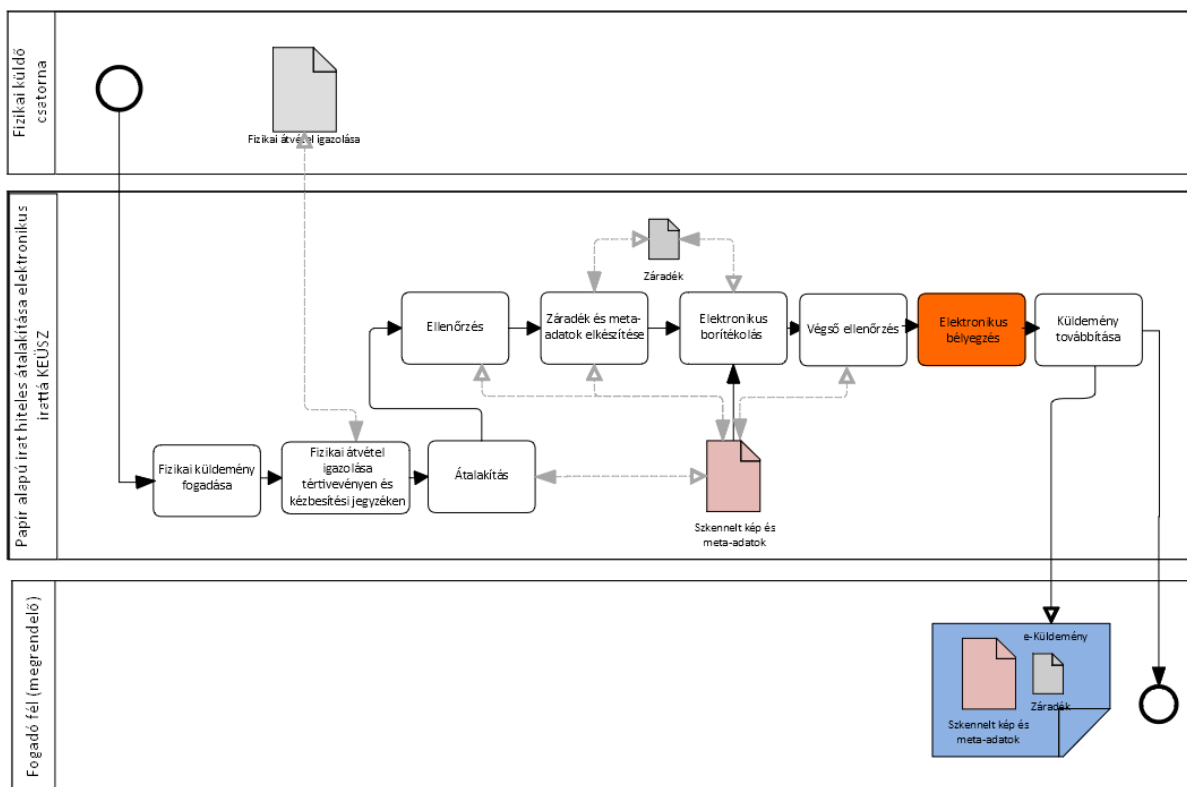 Fizikai küldő
csatorna
Fizikai átvétel igazolása
Papír alapú irat hiteles átalakítása elektronikus
irattá KEÜSZ
Záradék
Ellenőrzés
Záradék és meta-
adatok elkészítése
Elektronikus
borítékolás
Végső ellenőrzés
Elektronikus
bélyegzés
Küldemény
továbbítása
Fizikai küldemény
fogadása
Fizikai átvétel
igazolása
tértivevényen és
kézbesítési jegyzéken
Átalakítás
Szkennelt kép és
meta-adatok
Fogadó fél (megrendelő)
e-Küldemény
Záradék
Szkennelt kép és
meta-adatok